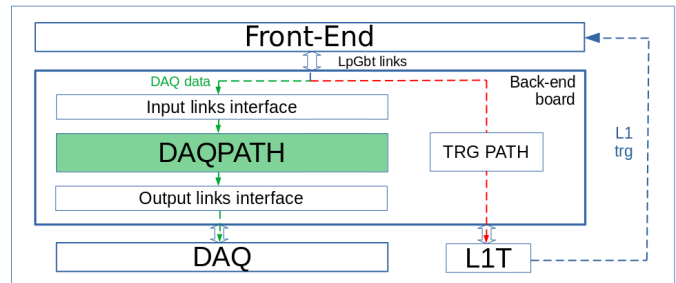 Front-End
LpGbt links
DAQ data
Back-end
board
Input links interface
DAQPATH
TRG PATH
L1
trg
Output links interface
DAQ
L1T